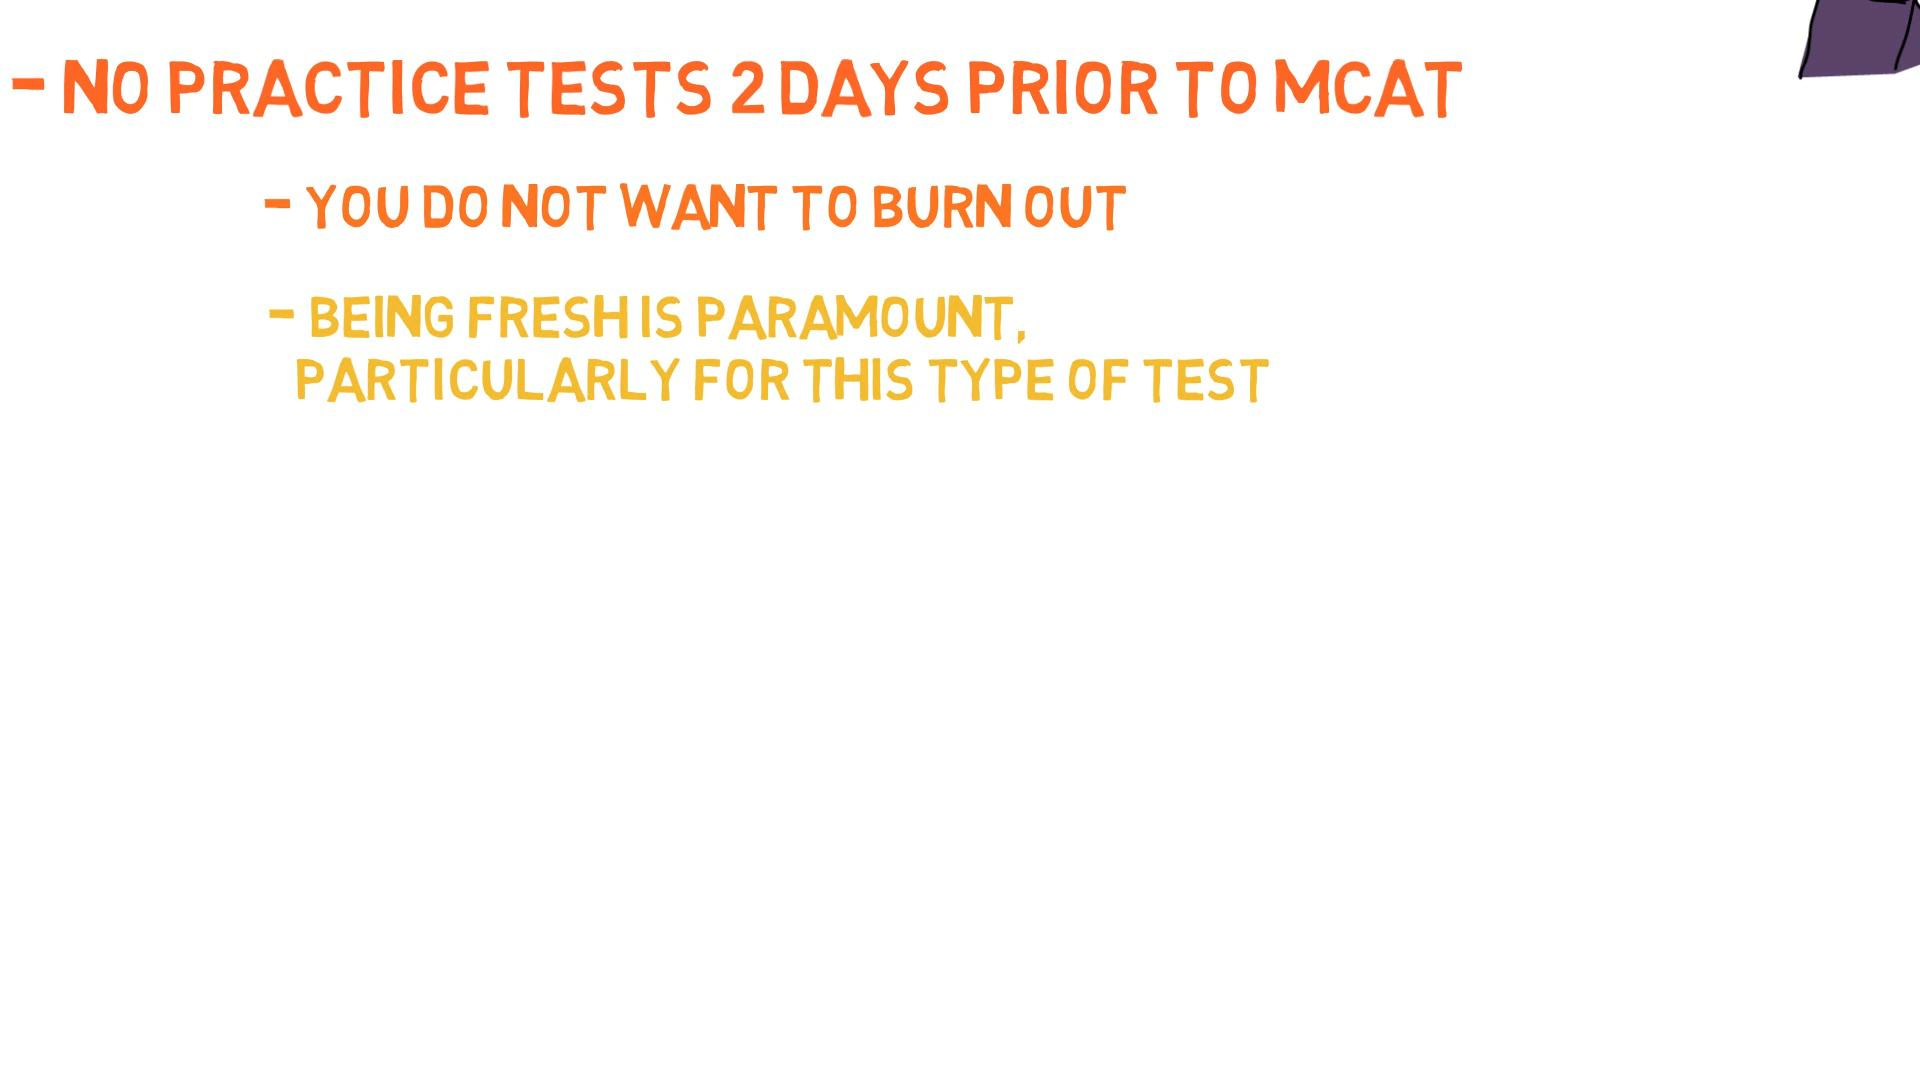 - NO PRACTICE TESTS 2 DAYS PRIOR TO MCAT
- YOU DO NOT WANT TO BURN OUT
- BEING FRESH IS PARAMOUNT,
PARTICULARLY FOR THIS TYPE OF TEST